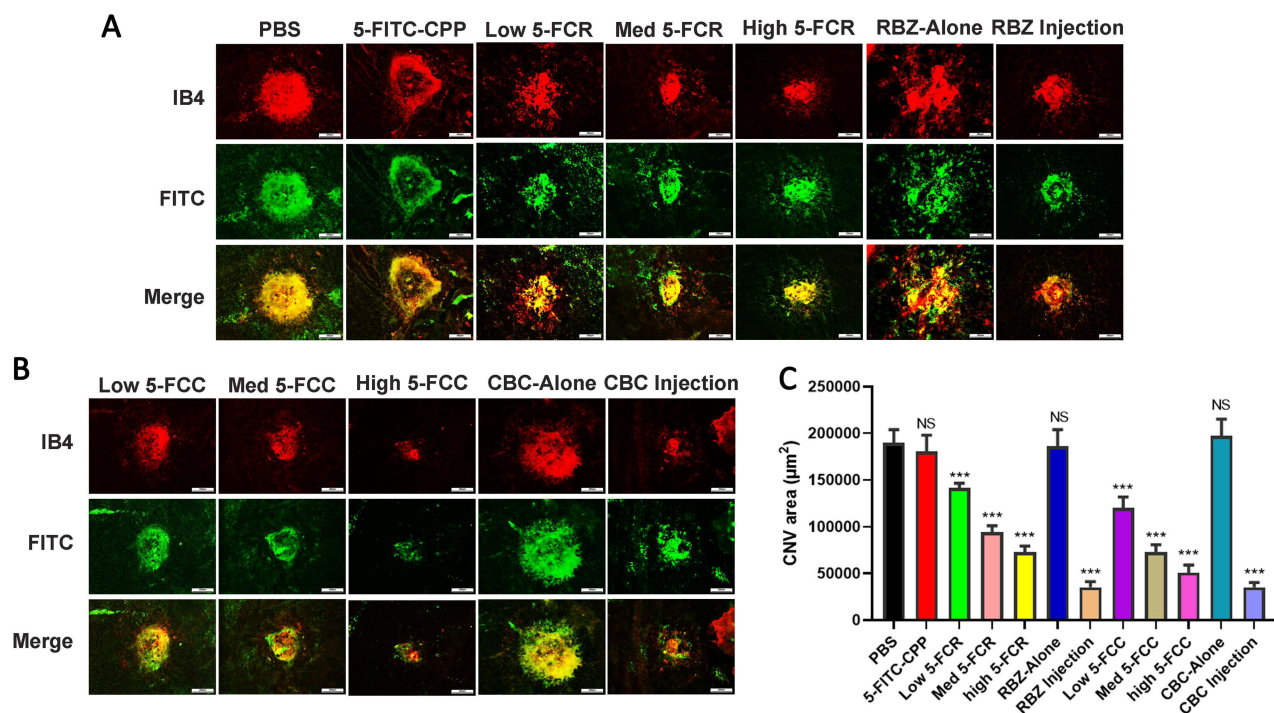 A
PBS 5-FITC-CPP Low 5-FCR Med 5-FCR High 5-FCR RBZ-Alone RBZ Injection
IB4
FITC
Merge
B
Low 5-FCC Med 5-FCC High 5-FCC CBC-Alone CBC Injection
IB4
FITC
Merge
C
CNV area (µm²)
250000
200000
150000
100000
50000
0
NS
***
***
***
NS
***
***
***
***
NS
***
PBS
5-FITC-CPP
Low 5-FCR
Med 5-FCR
high 5-FCR
RBZ-Alone
RBZ Injection
Low 5-FCC
Med 5-FCC
high 5-FCC
CBC-Alone
CBC Injection